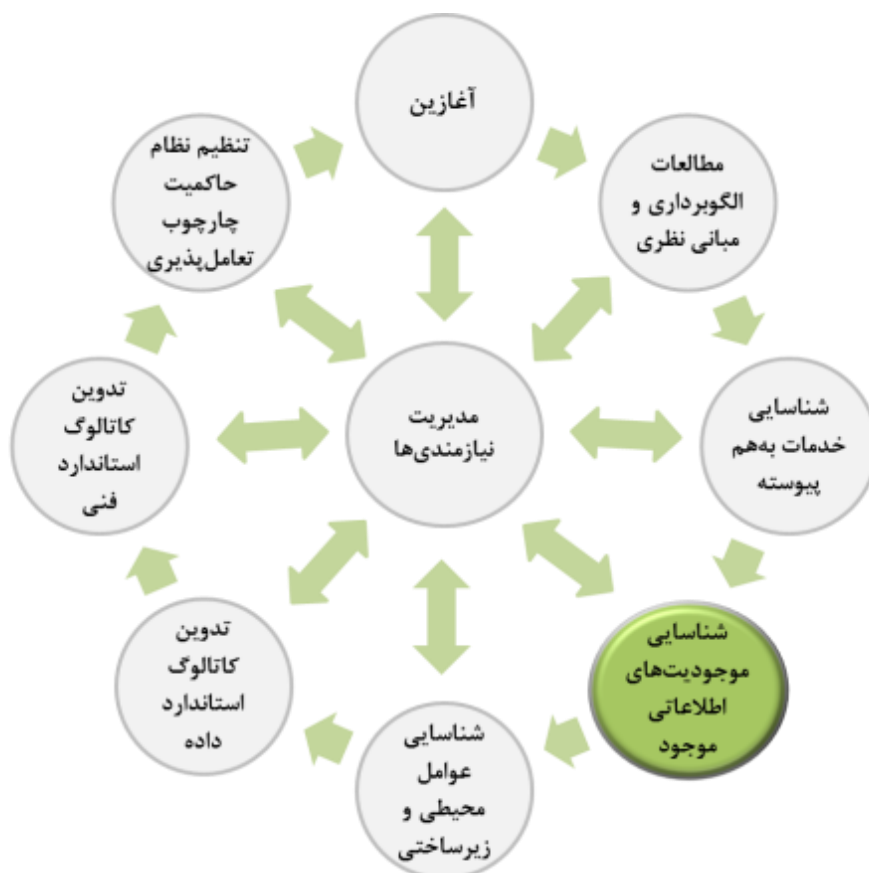 آغازین
مطالعات
الگوبرداری و
مبانی نظری
شناسایی
خدمات به‌هم
پیوسته
شناسایی
موجودیت‌های
اطلاعاتی
موجود
شناسایی
عوامل
محیطی و
زیرساختی
تدوین
کاتالوگ
استاندارد
داده
تدوین
کاتالوگ
استاندارد
فنی
تنظیم نظام
حاکمیت
چارچوب
تعامل‌پذیری
مدیریت
نیازمندی‌ها